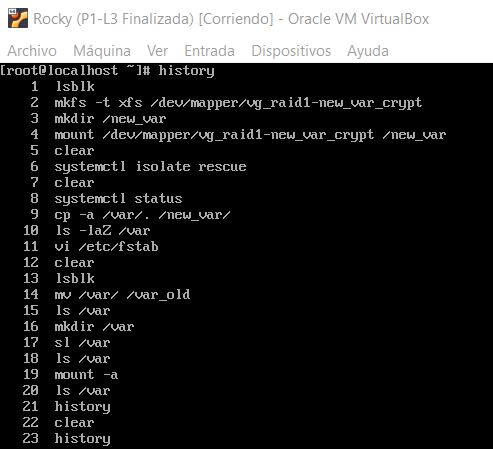 Rocky (P1-L3 Finalizada) [Corriendo] - Oracle VM VirtualBox
Archivo Máquina Ver Entrada Dispositivos Ayuda
[root@localhost ~]# history
1 lsblk
2 mkfs -t xfs /dev/mapper/vg_raid1-new_var_crypt
3 mkdir /new_var
4 mount /dev/mapper/vg_raid1-new_var_crypt /new_var
5 clear
6 systemctl isolate rescue
7 clear
8 systemctl status
9 cp -a /var/. /new_var/
10 ls -laZ /var
11 vi /etc/fstab
12 clear
13 lsblk
14 mv /var/ /var_old
15 ls /var
16 mkdir /var
17 sl /var
18 ls /var
19 mount -a
20 ls /var
21 history
22 clear
23 history